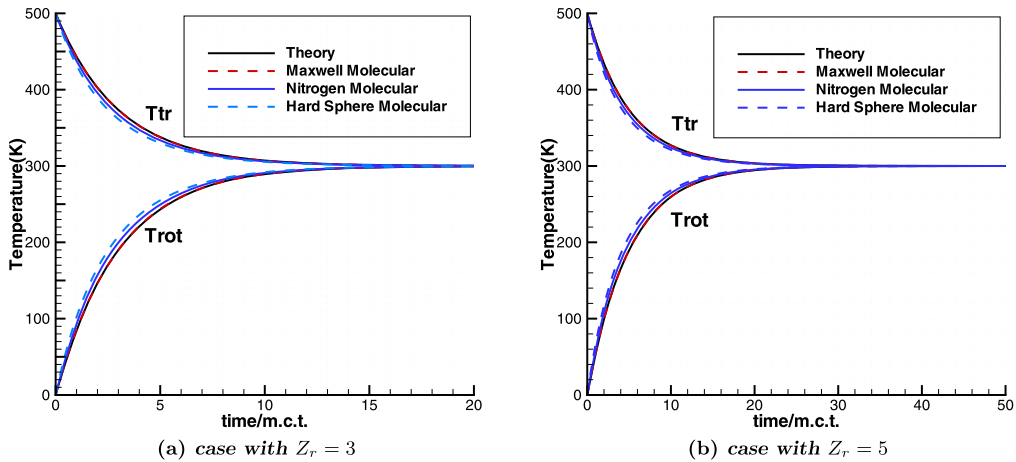 500
400
300
200
100
0
Temperature(K)
Theory
Maxwell Molecular
Nitrogen Molecular
Hard Sphere Molecular
Ttr
Trot
0 5 10 15 20
time/m.c.t.
(a) case with Z_r = 3
500
400
300
200
100
0
Temperature(K)
Theory
Maxwell Molecular
Nitrogen Molecular
Hard Sphere Molecular
Ttr
Trot
0 10 20 30 40 50
time/m.c.t.
(b) case with Z_r = 5